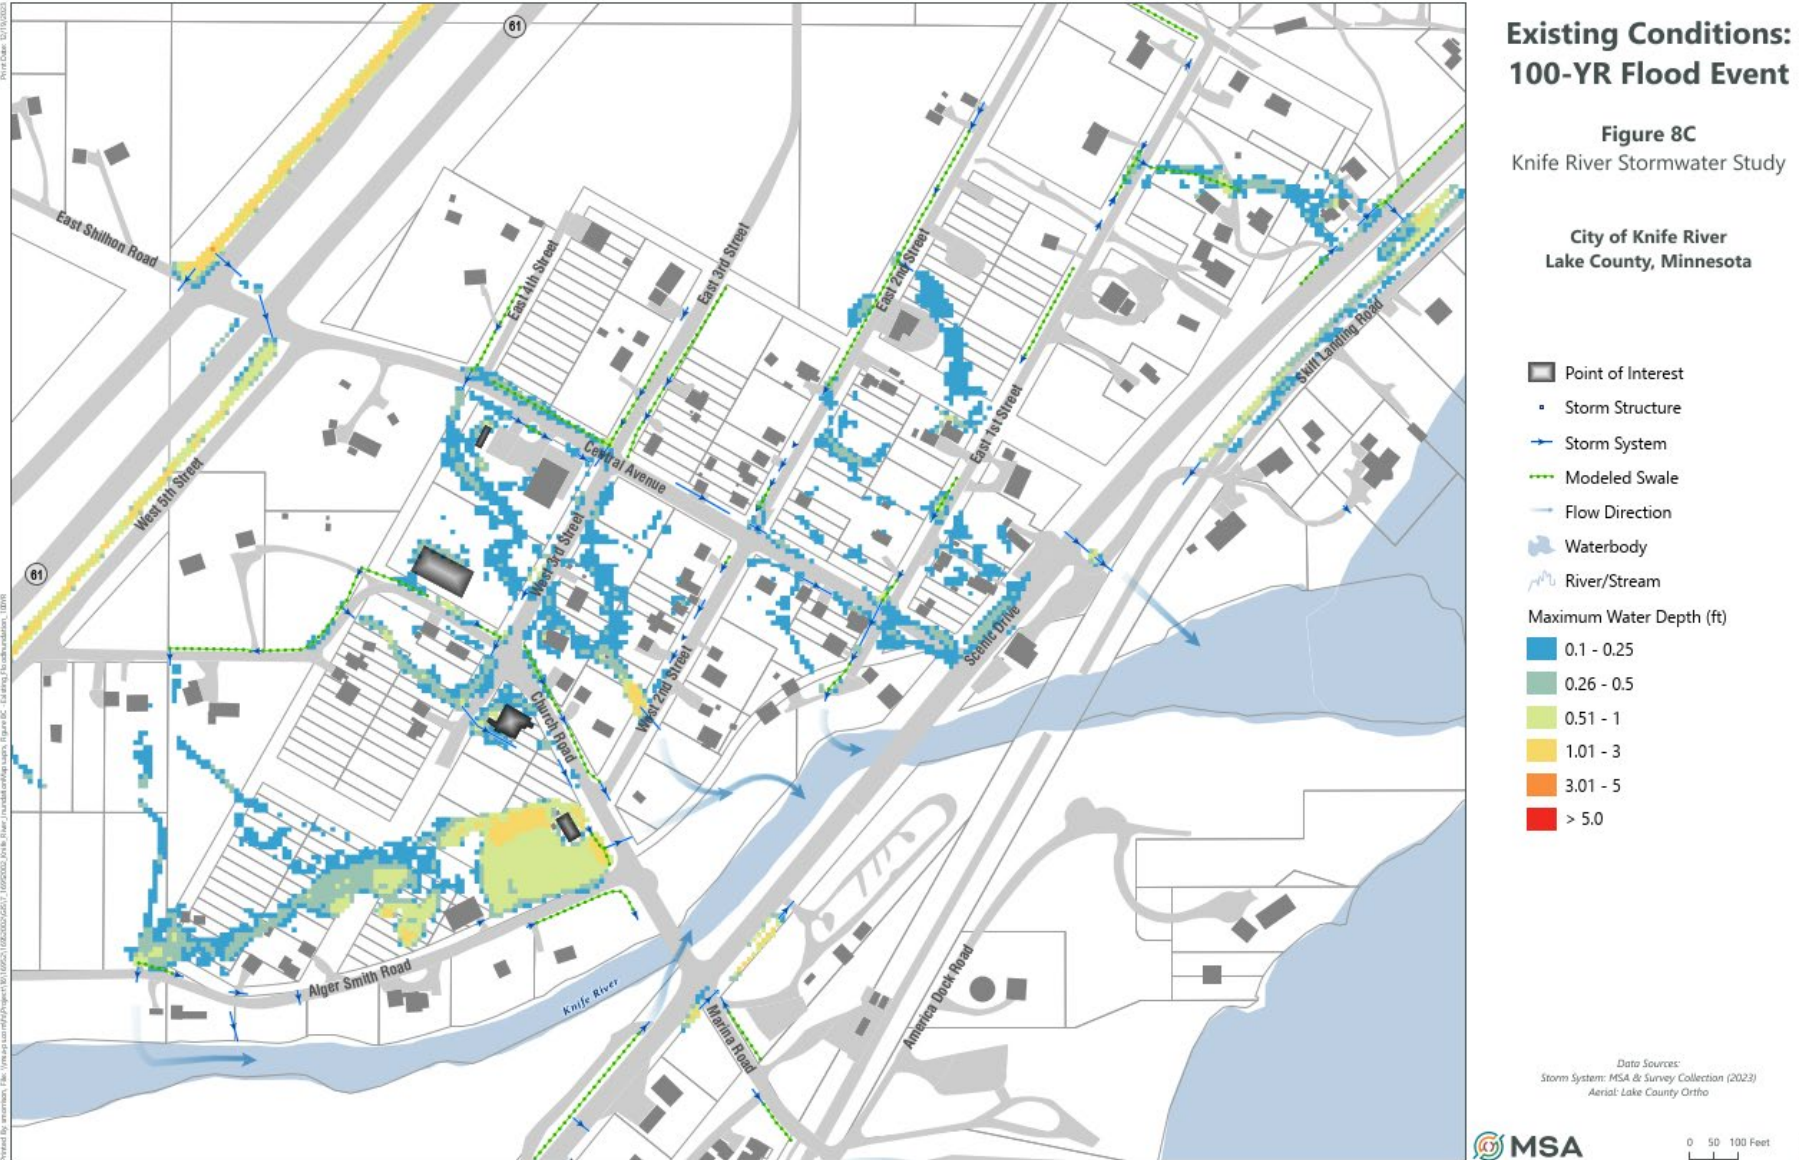 Existing Conditions:
100-YR Flood Event
Figure 8C
Knife River Stormwater Study
City of Knife River
Lake County, Minnesota
Point of Interest
Storm Structure
Storm System
Modeled Swale
Flow Direction
Waterbody
River/Stream
Maximum Water Depth (ft)
0.1 - 0.25
0.26 - 0.5
0.51 - 1
1.01 - 3
3.01 - 5
> 5.0
Data Sources:
Storm System: MSA & Survey Collection (2023)
Aerial: Lake County Ortho
MSA
0 50 100 Feet
61
East Shilhon Road
East 4th Street
East 3rd Street
East 2nd Street
East 1st Street
Skiff Landing Road
Central Avenue
West 5th Street
61
West 3rd Street
West 2nd Street
Scenic Drive
Church Road
Alger Smith Road
Knife River
Marina Road
America Dock Road
Print Date: 12/19/2023